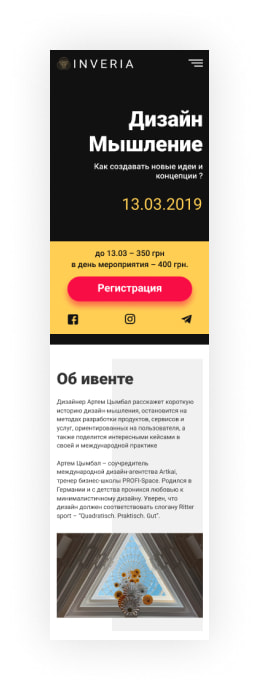 INVERIA
Дизайн
Мышление
Как создавать новые идеи и
концепции ?
13.03.2019
до 13.03 – 350 грн
в день мероприятия – 400 грн.
Регистрация
Об ивенте
Дизайнер Артем Цымбал расскажет короткую
историю дизайн-мышления, остановится на
методах разработки продуктов, сервисов и
услуг, ориентированных на пользователя, а
также поделится интересными кейсами в
своей и международной практике
Артем Цымбал – соучредитель
международной дизайн-агентства Artkai,
тренер бизнес-школы PROFI-Space. Родился в
Германии и с детства проникся любовью к
минималистичному дизайну. Уверен, что
дизайн должен соответствовать слогану Ritter
sport – "Quadratisch. Praktisch. Gut".